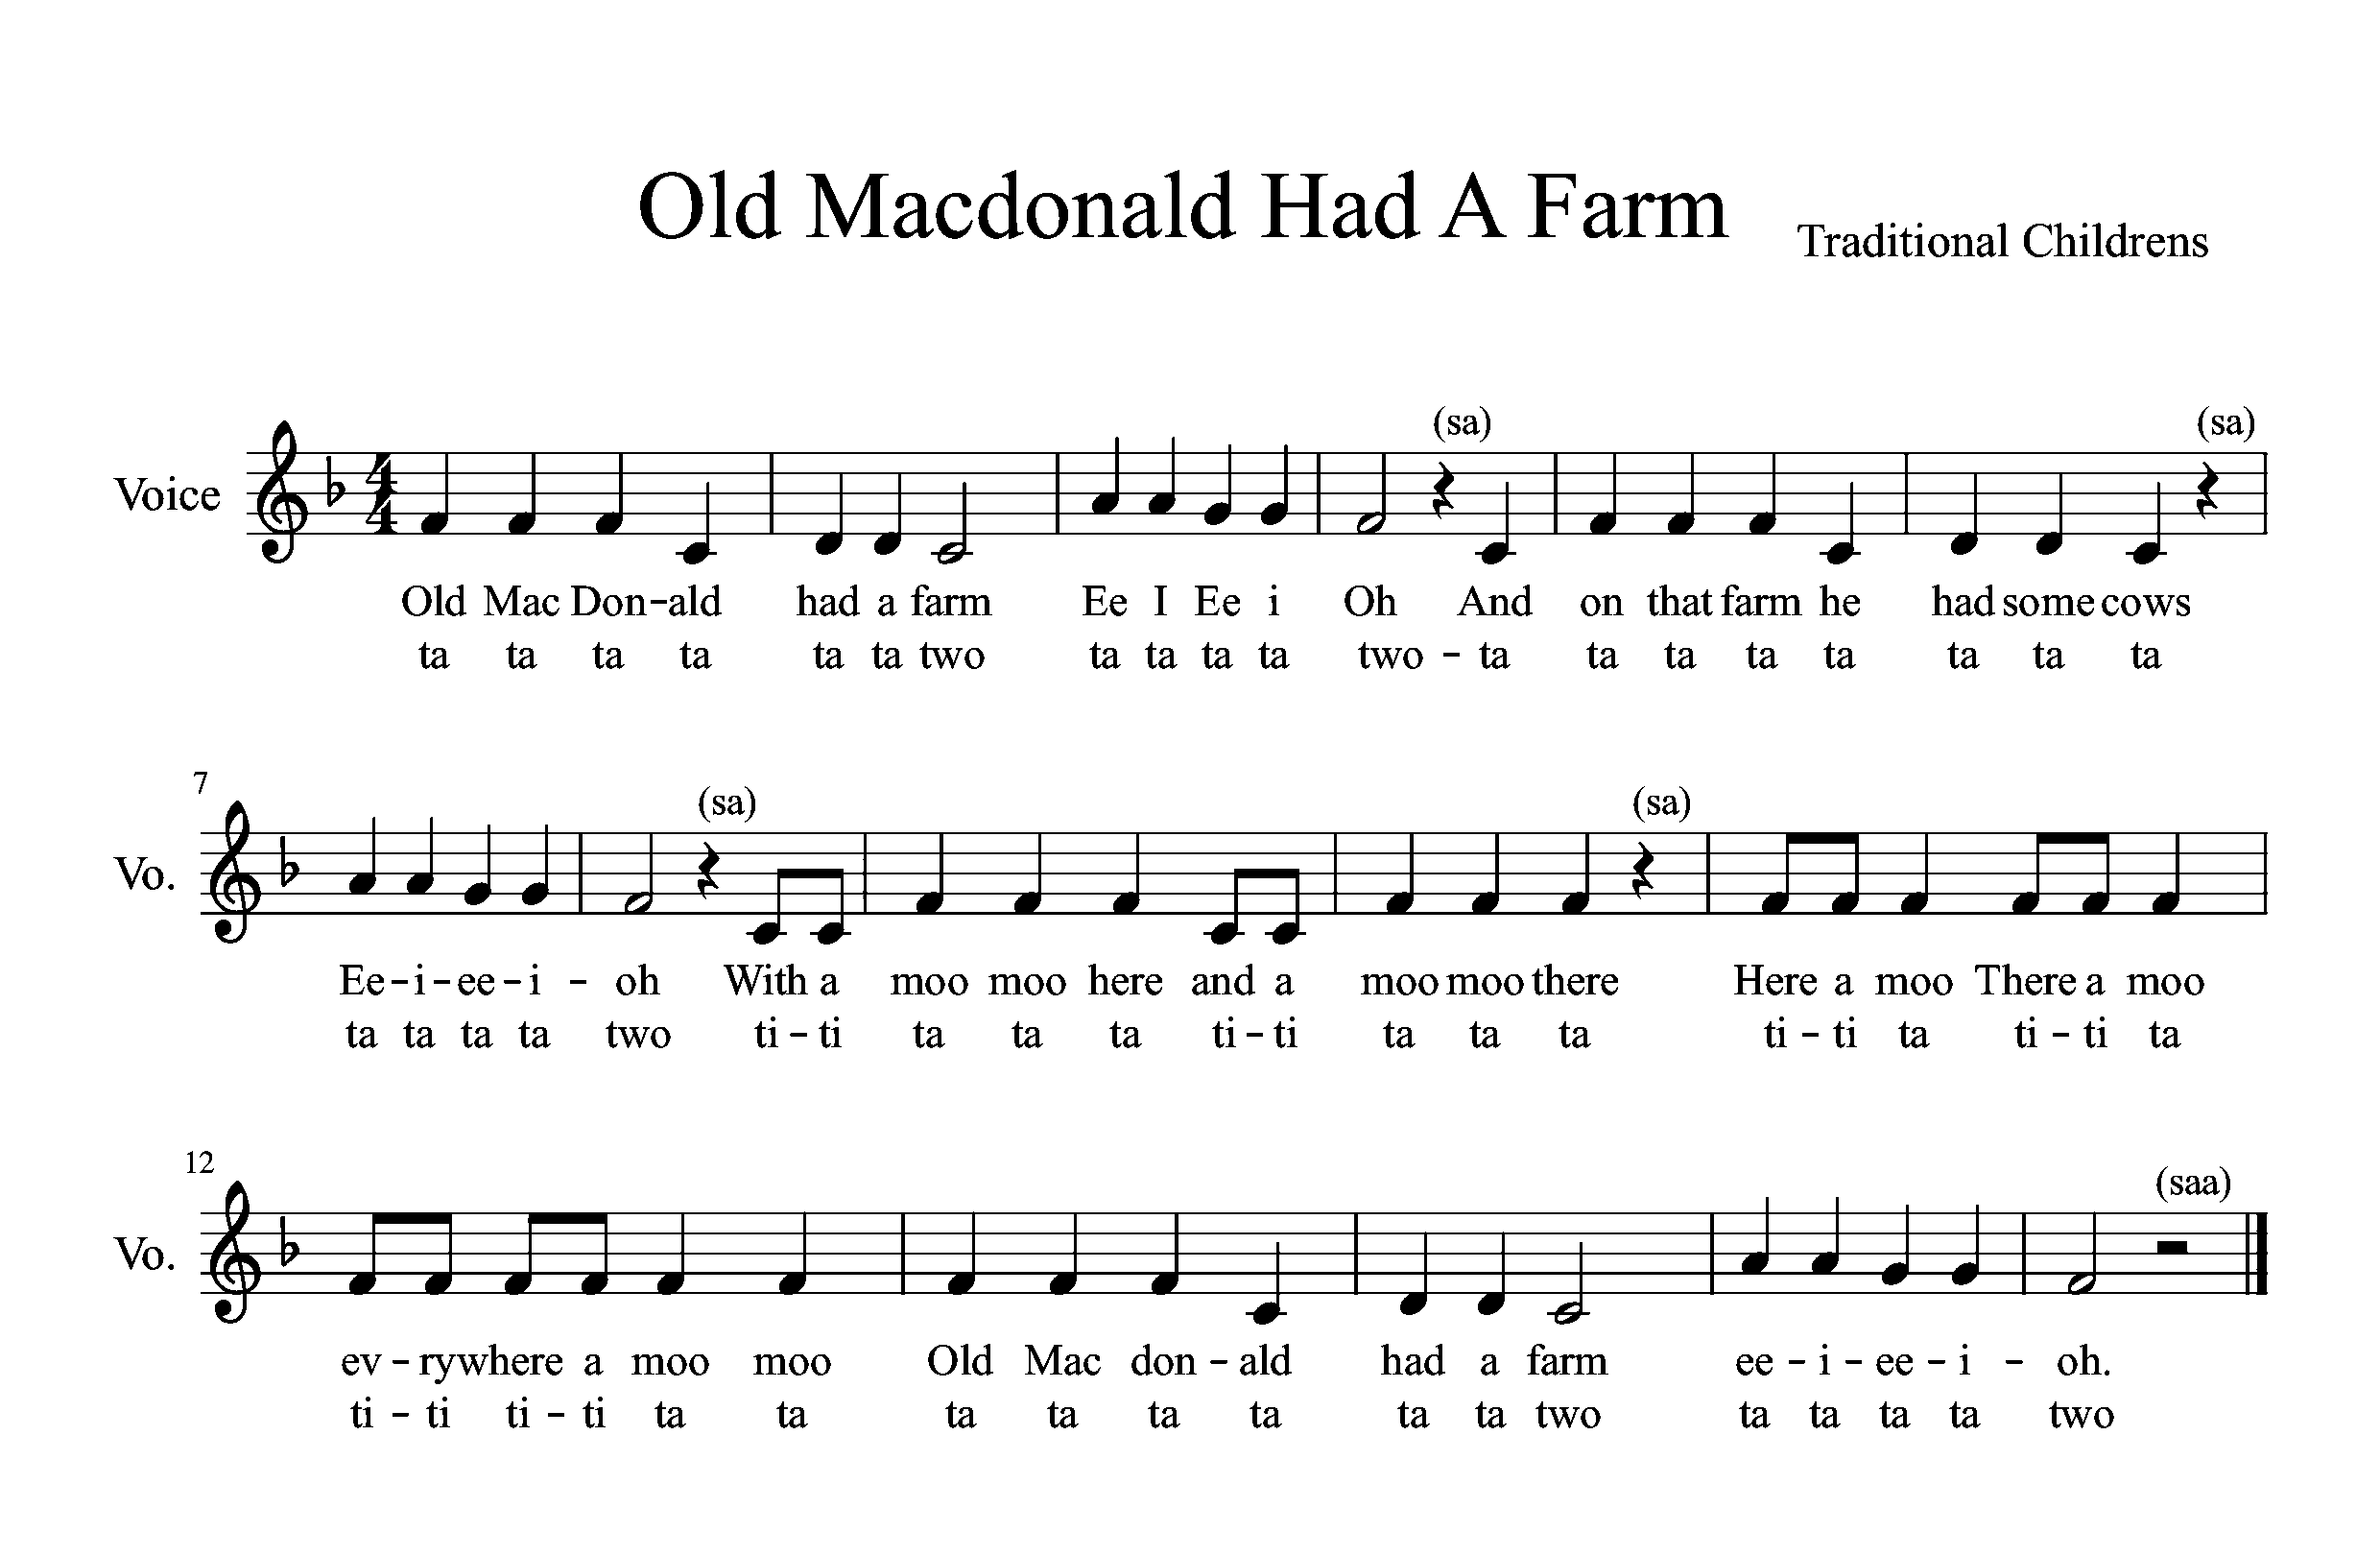 Old Macdonald Had A Farm
Traditional Childrens
(sa) (sa)
Voice
4
4
Old Mac Don-ald had a farm Ee I Ee i Oh And on that farm he had some cows
ta ta ta ta ta ta two ta ta ta ta two - ta ta ta ta ta ta ta ta
7
(sa) (sa)
Vo.
Ee-i-ee-i- oh With a moo moo here and a moo moo there Here a moo There a moo
ta ta ta ta two ti-ti ta ta ta ti-ti ta ta ta ti-ti ta ti-ti ta
12
(saa)
Vo.
ev-rywhere a moo moo Old Mac don-ald had a farm ee-i-ee-i- oh.
ti-ti ti-ti ta ta ta ta ta ta ta ta two ta ta ta ta two